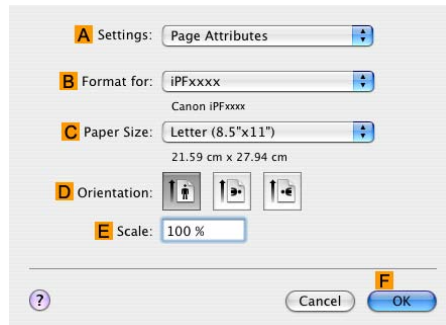 A Settings: Page Attributes
B Format for: iPFxxxx
Canon iPFxxxx
C Paper Size: Letter (8.5"x11")
21.59 cm x 27.94 cm
D Orientation:
E Scale: 100 %
F
? Cancel OK